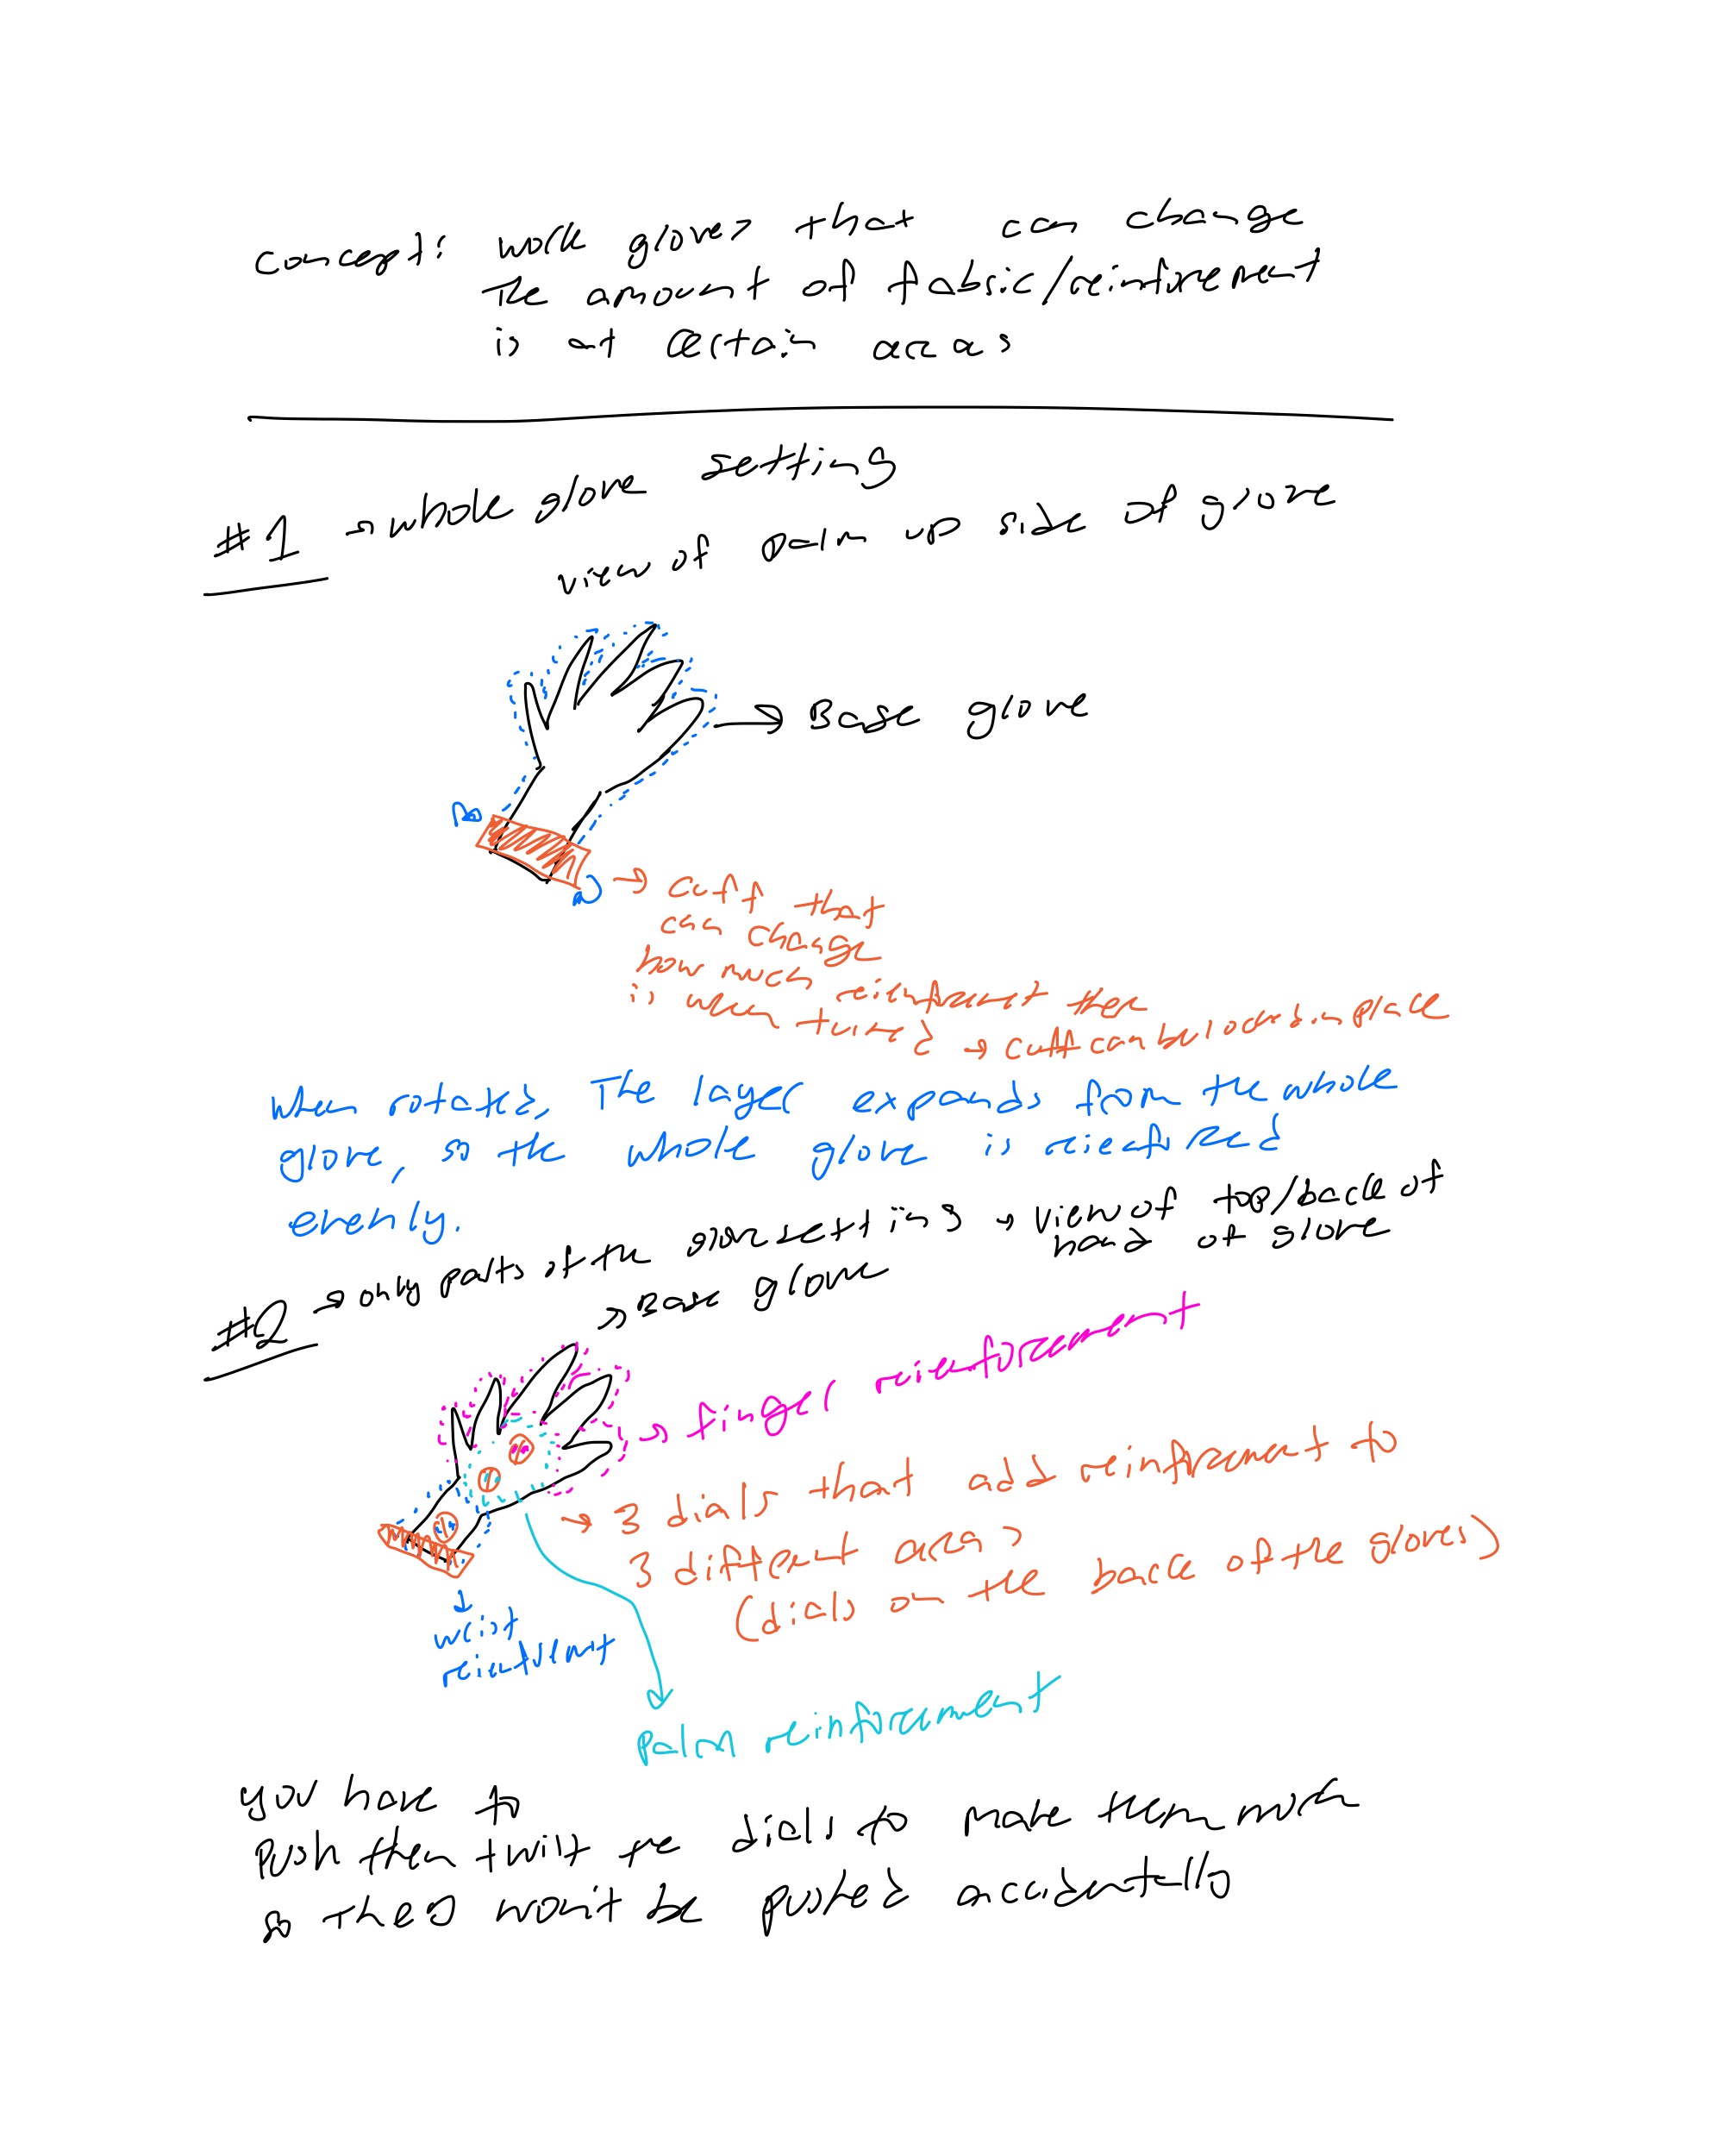 concept: work gloves that can change
the amount of fabric/reinforement
is at certain areas
#1 → whole glove setting
view of palm up side of glove
→ Base glove
→ cuff that
can change
how much
reinforcment there
is when turned → cuff can be locked in place
When rotated, The layer expands from the whole
glove, so the whole glove is reinforced
evenly.
#2 → only parts of the glove settings → view of top/back of
hand of glove
→ Base glove
→ finger reienforcement
→ 3 dials that add reinforcement to
3 different areas
(dials on the back of the gloves)
wrist
reienforcment
Palm reinforcement
you have to
Push then twist the dials to make them work
so they won't be pushed accidentally